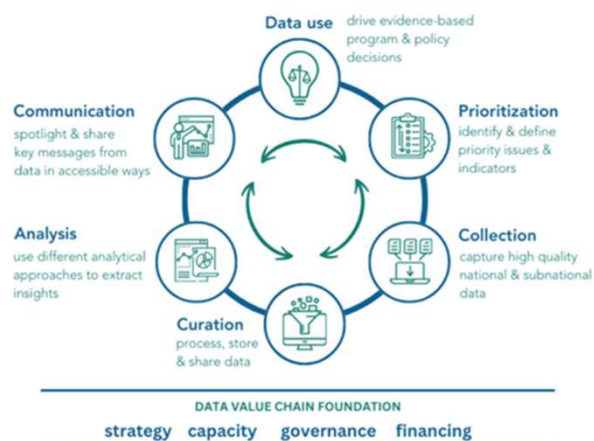 Data use
drive evidence-based
program & policy
decisions
Communication
spotlight & share
key messages from
data in accessible ways
Prioritization
identify & define
priority issues &
indicators
Analysis
use different analytical
approaches to extract
insights
Collection
capture high quality
national & subnational
data
Curation
process, store
& share data
DATA VALUE CHAIN FOUNDATION
strategy capacity governance financing